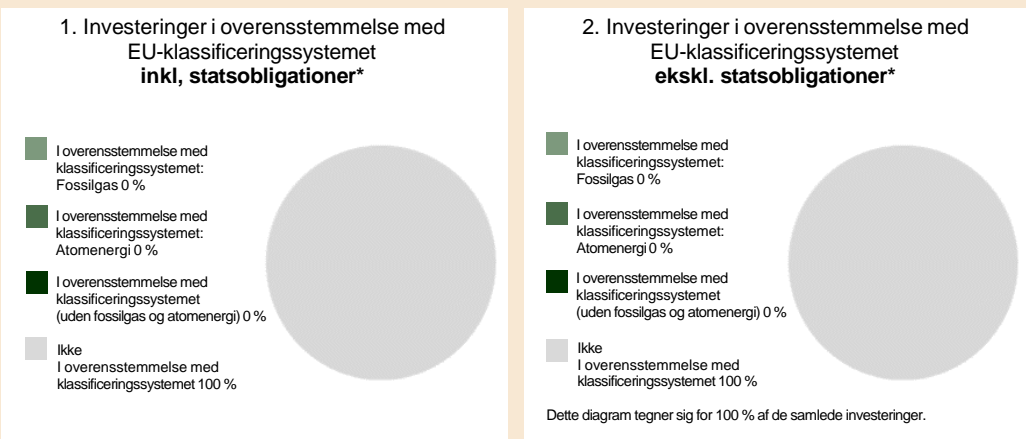 1. Investeringer i overensstemmelse med
EU-klassificeringssystemet
inkl, statsobligationer*
I overensstemmelse med
klassificeringssystemet:
Fossilgas 0 %
I overensstemmelse med
klassificeringssystemet:
Atomenergi 0 %
I overensstemmelse med
klassificeringssystemet
(uden fossilgas og atomenergi) 0 %
Ikke
I overensstemmelse med
klassificeringssystemet 100 %
2. Investeringer i overensstemmelse med
EU-klassificeringssystemet
ekskl. statsobligationer*
I overensstemmelse med
klassificeringssystemet:
Fossilgas 0 %
I overensstemmelse med
klassificeringssystemet:
Atomenergi 0 %
I overensstemmelse med
klassificeringssystemet
(uden fossilgas og atomenergi) 0 %
Ikke
I overensstemmelse med
klassificeringssystemet 100 %
Dette diagram tegner sig for 100 % af de samlede investeringer.